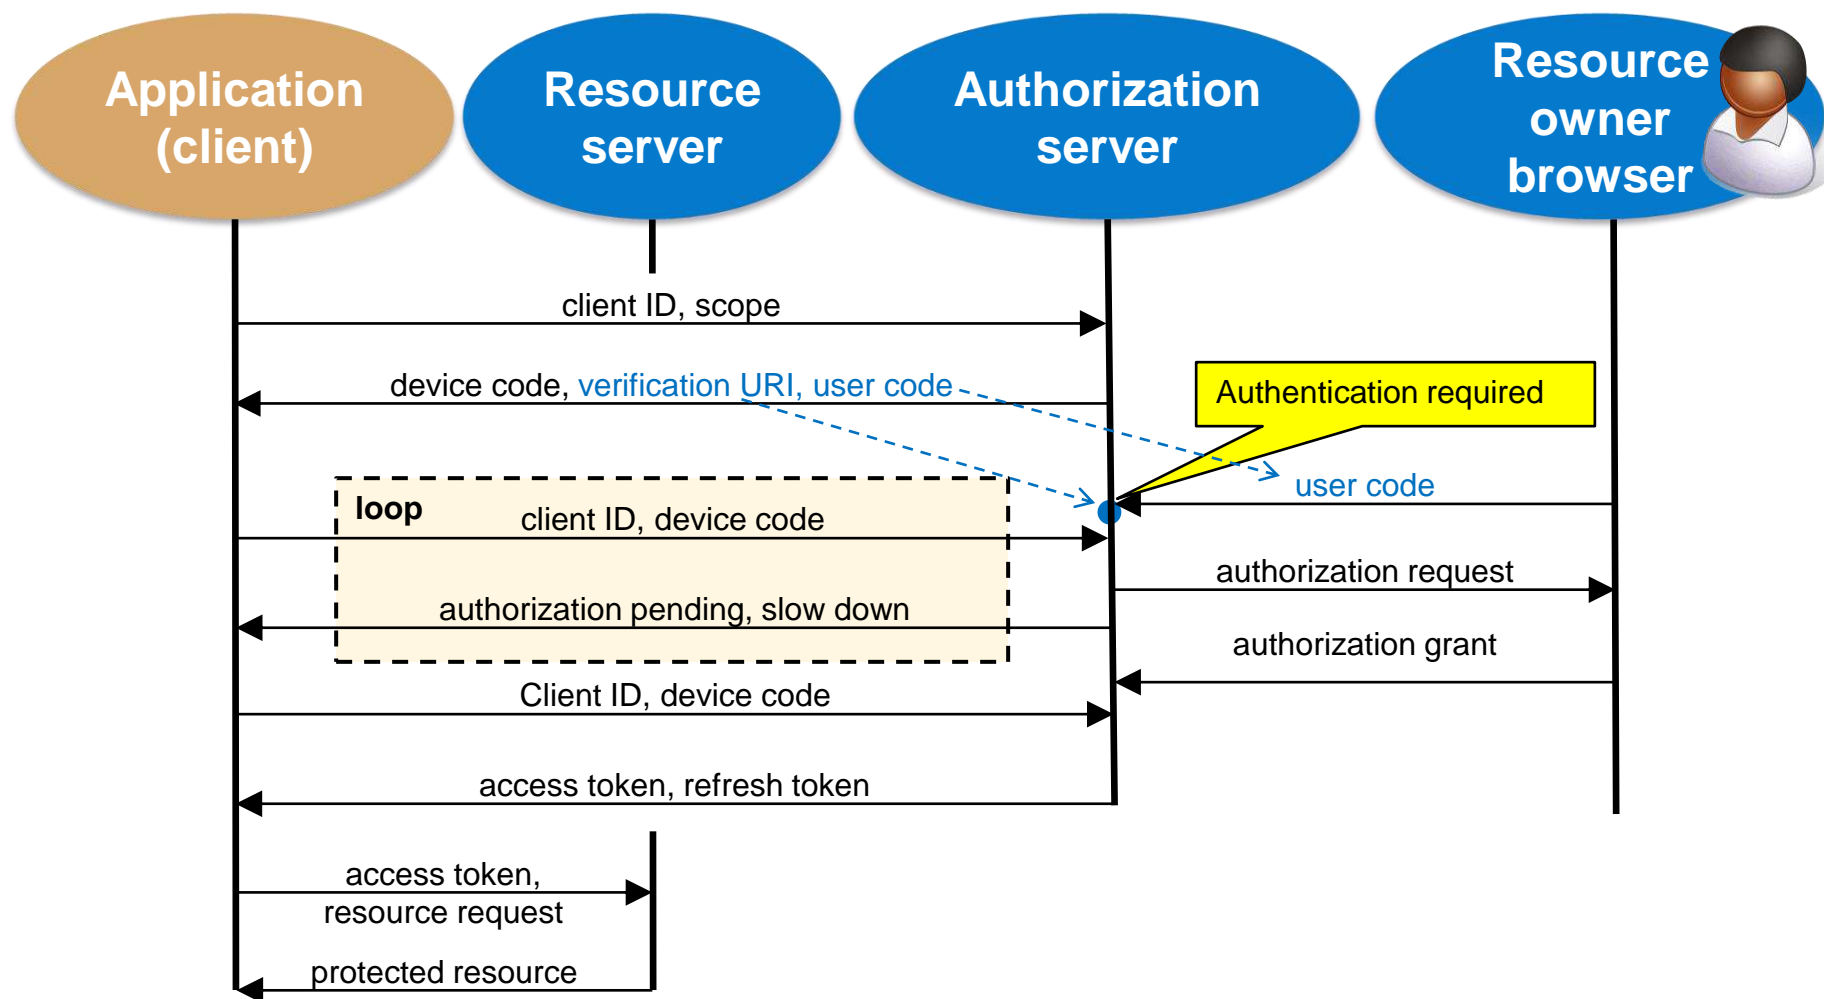 Application
(client)
Resource
server
Authorization
server
Resource
owner
browser
client ID, scope
device code, verification URI, user code
Authentication required
user code
loop
client ID, device code
authorization request
authorization pending, slow down
authorization grant
Client ID, device code
access token, refresh token
access token,
resource request
protected resource